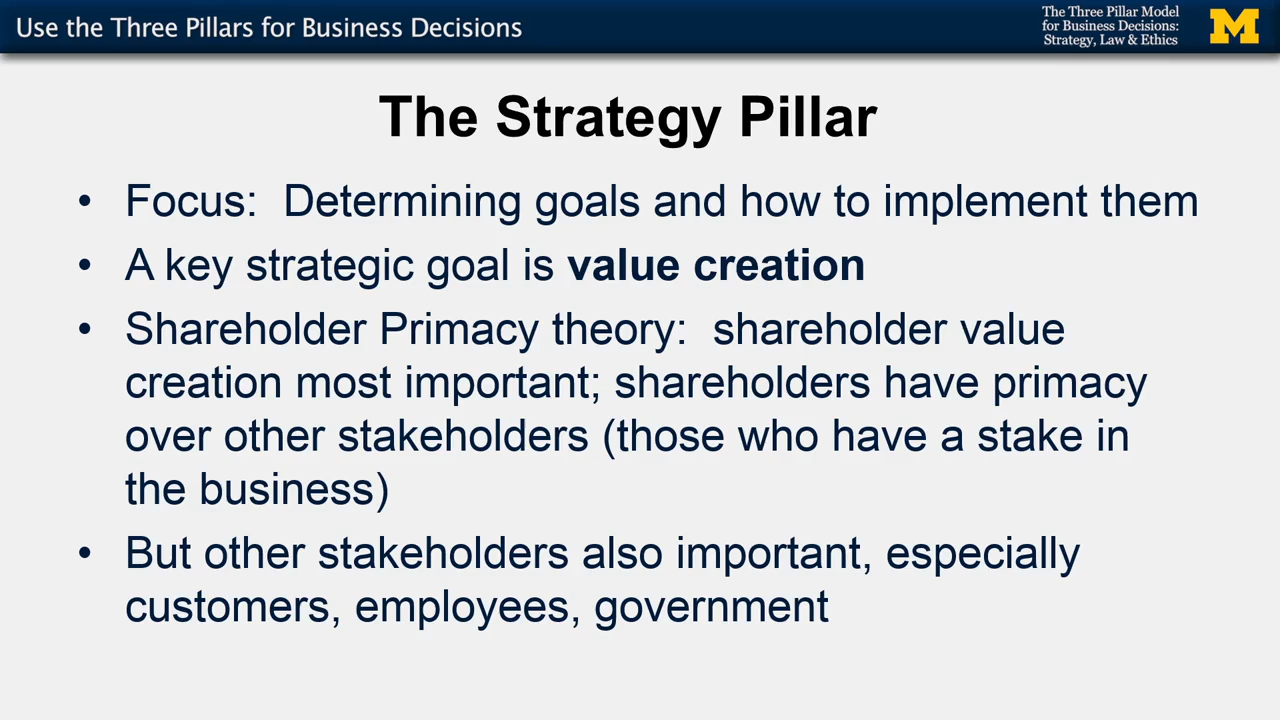 Use the Three Pillars for Business Decisions
The Three Pillar Model
for Business Decisions:
Strategy, Law & Ethics
M
The Strategy Pillar
• Focus:  Determining goals and how to implement them
• A key strategic goal is value creation
• Shareholder Primacy theory:  shareholder value
creation most important; shareholders have primacy
over other stakeholders (those who have a stake in
the business)
• But other stakeholders also important, especially
customers, employees, government